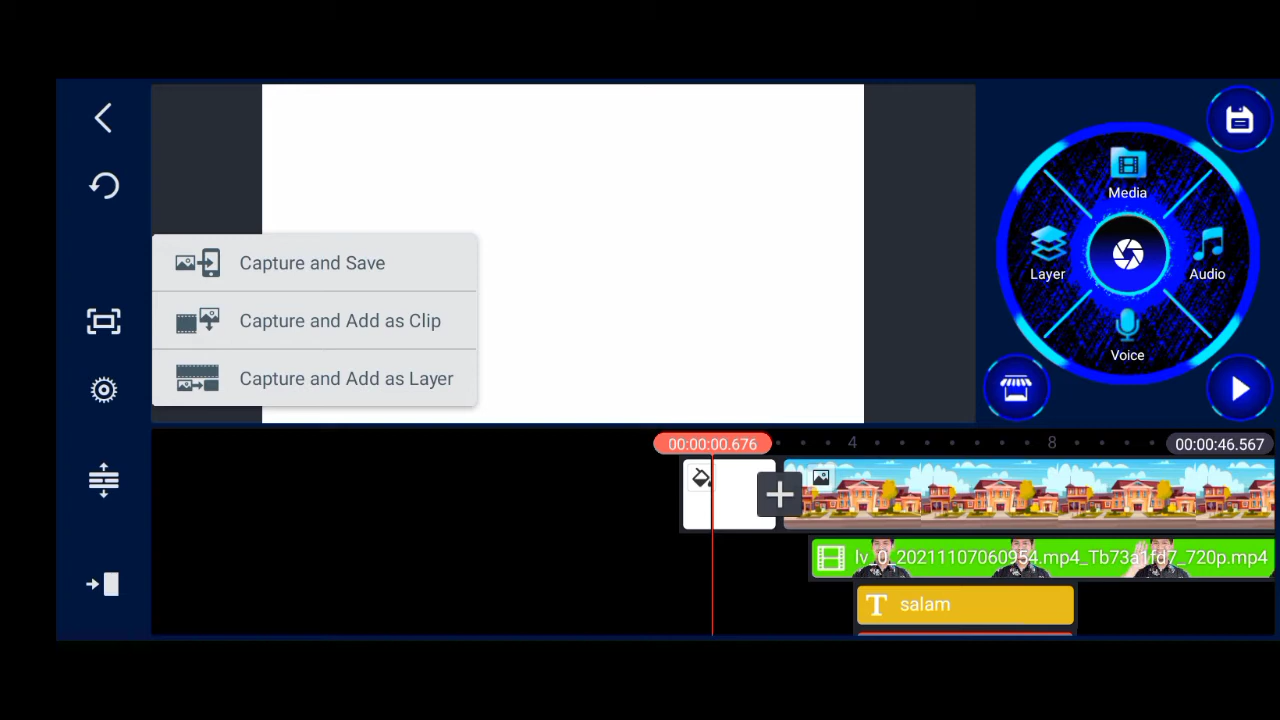 Media
Layer
Audio
Voice
Capture and Save
Capture and Add as Clip
Capture and Add as Layer
00:00:00.676
4
8
00:00:46.567
lv_0_20211107060954.mp4_Tb73a1fd7_720p.mp4
T salam